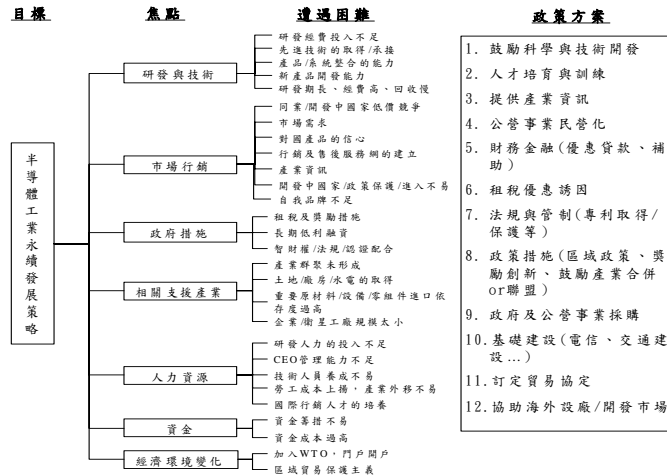 目標
焦點
遭遇困難
政策方案
半導體工業永續發展策略
研發與技術
研發經費投入不足
先進技術的取得/承接
產品/系統整合的能力
新產品開發能力
研發期長、經費高、回收慢
市場行銷
同業/開發中國家低價競爭
市場需求
對國產品的信心
行銷及售後服務網的建立
產業資訊
開發中國家/政策保護/進入不易
自我品牌不足
政府措施
租稅及獎勵措施
長期低利融資
智財權/法規/認證配合
相關支援產業
產業群聚未形成
土地/廠房/水電的取得
重要原材料/設備/零組件進口依
存度過高
企業/衛星工廠規模太小
人力資源
研發人力的投入不足
CEO管理能力不足
技術人員養成不易
勞工成本上揚，產業外移不易
國際行銷人才的培養
資金
資金籌措不易
資金成本過高
經濟環境變化
加入WTO，門戶開戶
區域貿易保護主義
1. 鼓勵科學與技術開發
2. 人才培育與訓練
3. 提供產業資訊
4. 公營事業民營化
5. 財務金融(優惠貸款、補
助)
6. 租稅優惠誘因
7. 法規與管制(專利取得/
保護等)
8. 政策措施(區域政策、獎
勵創新、鼓勵產業合併
or聯盟)
9. 政府及公營事業採購
10.基礎建設(電信、交通建
設...)
11.訂定貿易協定
12.協助海外設廠/開發市場